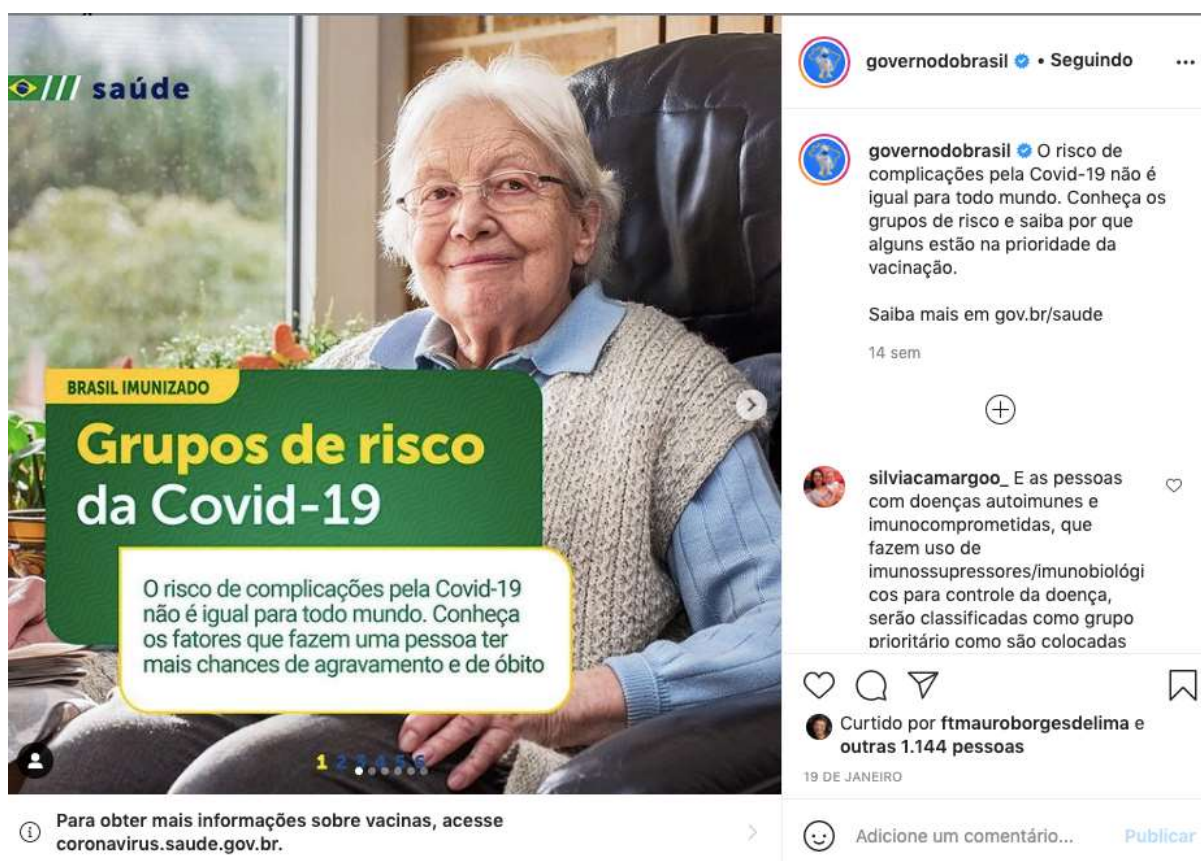 saúde
BRASIL IMUNIZADO
Grupos de risco
da Covid-19
O risco de complicações pela Covid-19
não é igual para todo mundo. Conheça
os fatores que fazem uma pessoa ter
mais chances de agravamento e de óbito
1 2 3 4 5 6
Para obter mais informações sobre vacinas, acesse
coronavirus.saude.gov.br.
governodobrasil • Seguindo
governodobrasil O risco de
complicações pela Covid-19 não é
igual para todo mundo. Conheça os
grupos de risco e saiba por que
alguns estão na prioridade da
vacinação.
Saiba mais em gov.br/saude
14 sem
silviacamargoo_ E as pessoas
com doenças autoimunes e
imunocomprometidas, que
fazem uso de
imunossupressores/imunobiológi
cos para controle da doença,
serão classificadas como grupo
prioritário como são colocadas
Curtido por ftmauroborgesdelima e
outras 1.144 pessoas
19 DE JANEIRO
Adicione um comentário... Publicar